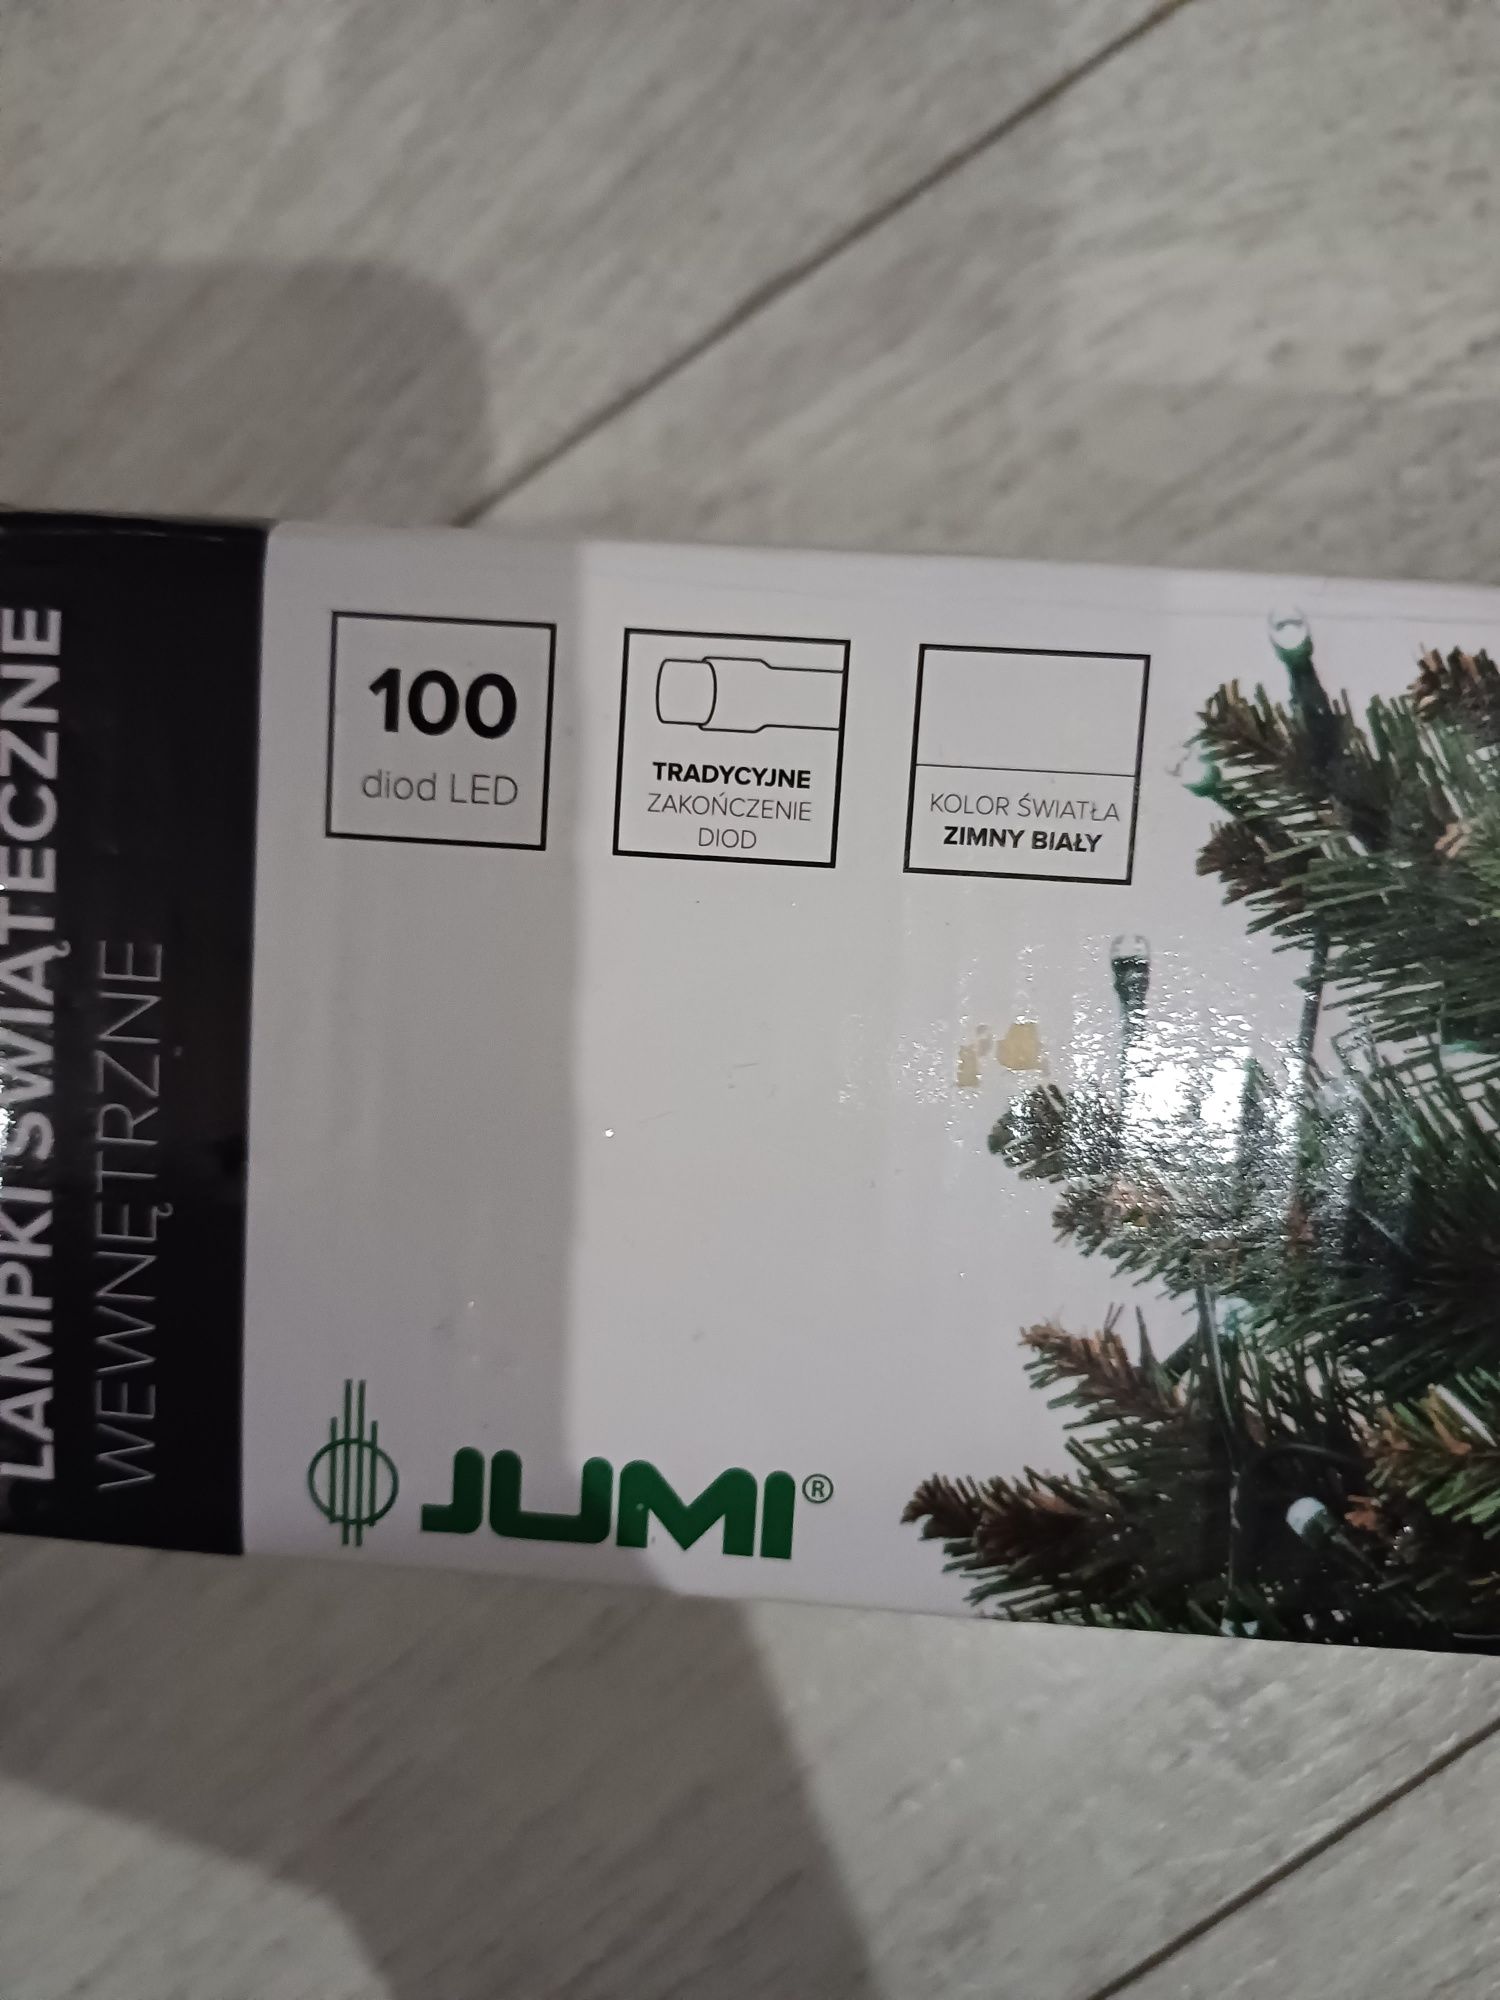 LAMPKI ŚWIĄTECZNE
WEWNĘTRZNE
100
diod LED
TRADYCYJNE
ZAKOŃCZENIE
DIOD
KOLOR ŚWIATŁA
ZIMNY BIAŁY
JUMI®